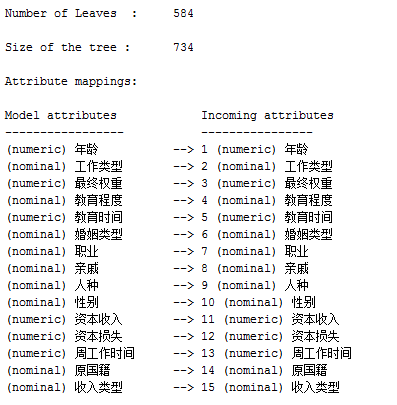 Number of Leaves  :     584
Size of the tree :     734
Attribute mappings:
Model attributes            Incoming attributes
-----------------           ----------------
(numeric) 年龄           --> 1 (numeric) 年龄
(nominal) 工作类型       --> 2 (nominal) 工作类型
(numeric) 最终权重       --> 3 (numeric) 最终权重
(nominal) 教育程度       --> 4 (nominal) 教育程度
(numeric) 教育时间       --> 5 (numeric) 教育时间
(nominal) 婚姻类型       --> 6 (nominal) 婚姻类型
(nominal) 职业           --> 7 (nominal) 职业
(nominal) 亲戚           --> 8 (nominal) 亲戚
(nominal) 人种           --> 9 (nominal) 人种
(nominal) 性别           --> 10 (nominal) 性别
(numeric) 资本收入       --> 11 (numeric) 资本收入
(numeric) 资本损失       --> 12 (numeric) 资本损失
(numeric) 周工作时间     --> 13 (numeric) 周工作时间
(nominal) 原国籍         --> 14 (nominal) 原国籍
(nominal) 收入类型       --> 15 (nominal) 收入类型